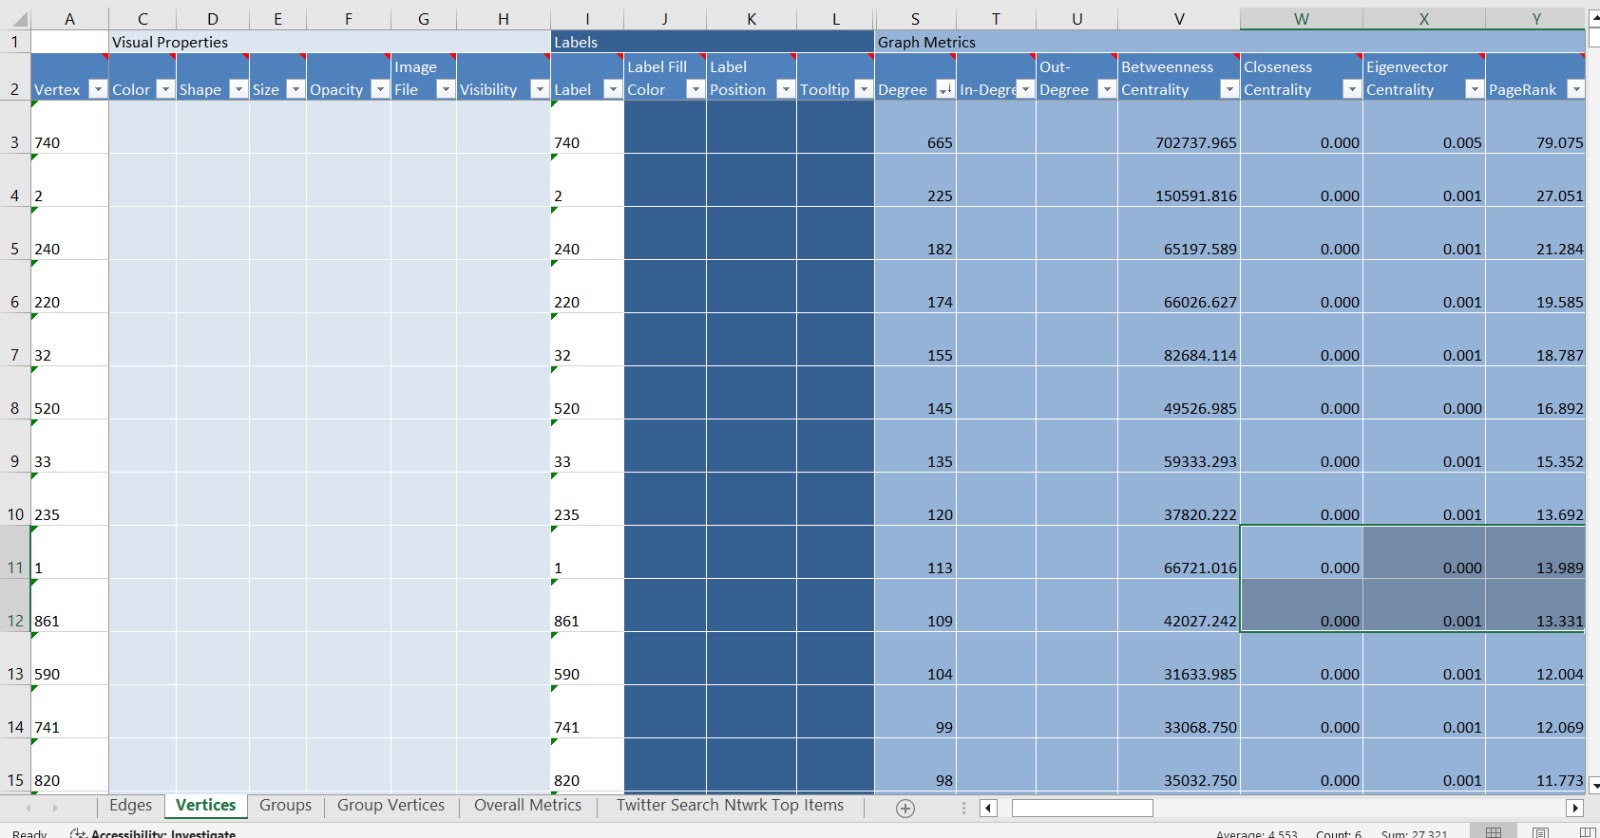 A C D E F G H I J K L S T U V W X Y
1 Visual Properties Labels Graph Metrics
Image Label Fill Label Out- Betweenness Closeness Eigenvector
2 Vertex Color Shape Size Opacity File Visibility Label Color Position Tooltip Degree In-Degre Degree Centrality Centrality Centrality PageRank
3 740 740 665 702737.965 0.000 0.005 79.075
4 2 2 225 150591.816 0.000 0.001 27.051
5 240 240 182 65197.589 0.000 0.001 21.284
6 220 220 174 66026.627 0.000 0.001 19.585
7 32 32 155 82684.114 0.000 0.001 18.787
8 520 520 145 49526.985 0.000 0.000 16.892
9 33 33 135 59333.293 0.000 0.001 15.352
10 235 235 120 37820.222 0.000 0.001 13.692
11 1 1 113 66721.016 0.000 0.000 13.989
12 861 861 109 42027.242 0.000 0.001 13.331
13 590 590 104 31633.985 0.000 0.001 12.004
14 741 741 99 33068.750 0.000 0.001 12.069
15 820 820 98 35032.750 0.000 0.001 11.773
Edges Vertices Groups Group Vertices Overall Metrics Twitter Search Ntwrk Top Items
Ready Accessibility: Investigate Average: 4.553 Count: 6 Sum: 27.321